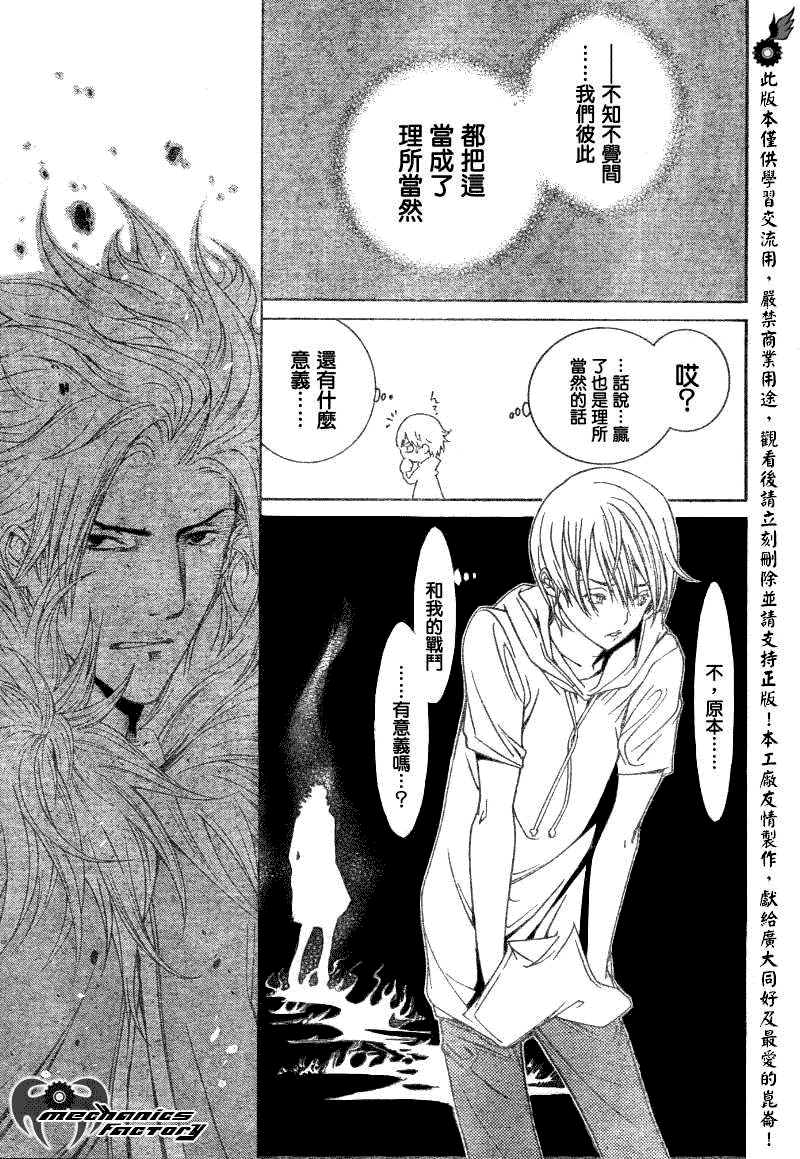 ——不知不覺間
……我們彼此
都把這
當成了
理所當然
哎？
…話說…贏
了也是理所
當然的話
還有什麼
意義……
不，原本……
和我的戰鬥
……有意義嗎…？
此版本僅供學習交流用，嚴禁商業用途，觀看後請立刻刪除並請支持正版！本工廠友情製作，獻給廣大同好及最愛的崑崙！
mechanics
factory